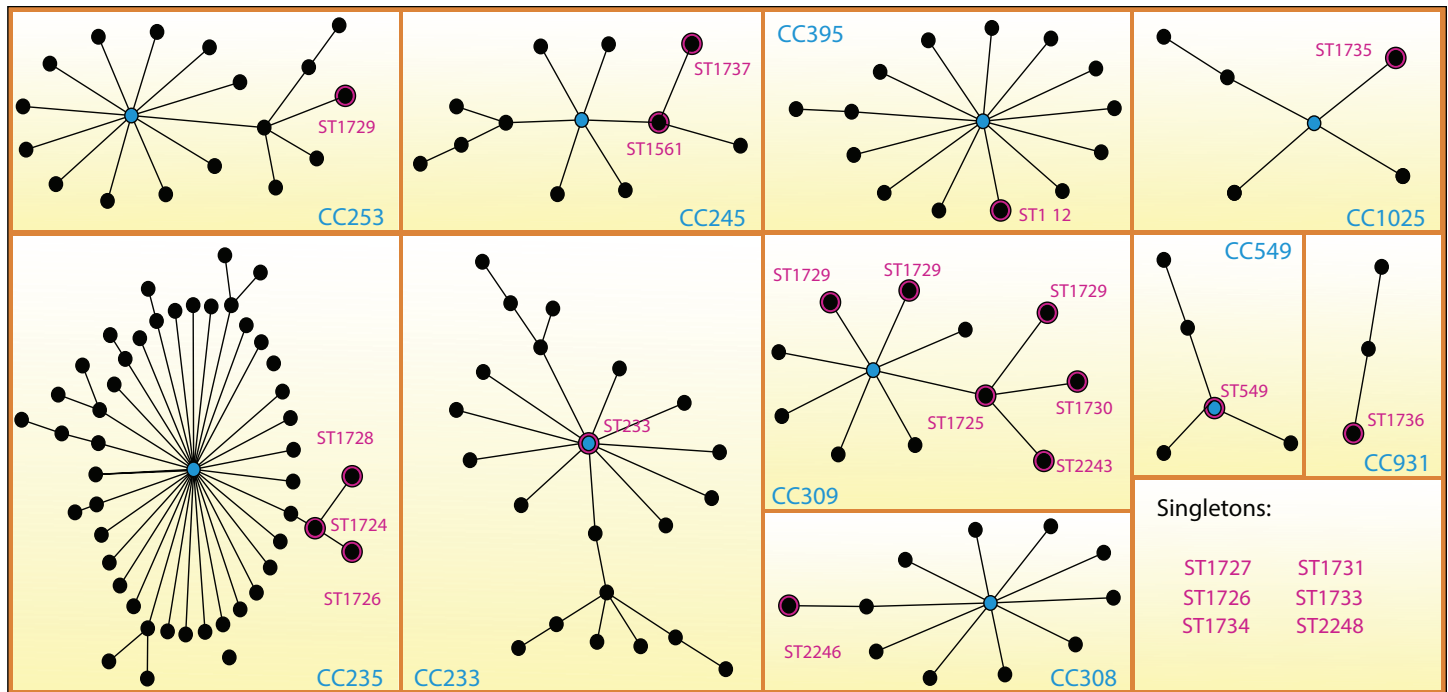 ST1729
CC253
ST1737
ST1561
CC245
CC395
ST1 12
ST1735
CC1025
ST1728
ST1724
ST1726
CC235
ST233
CC233
ST1729
ST1729
ST1729
ST1730
ST1725
ST2243
CC309
ST2246
CC308
CC549
ST549
ST1736
CC931
Singletons:
ST1727 ST1731
ST1726 ST1733
ST1734 ST2248